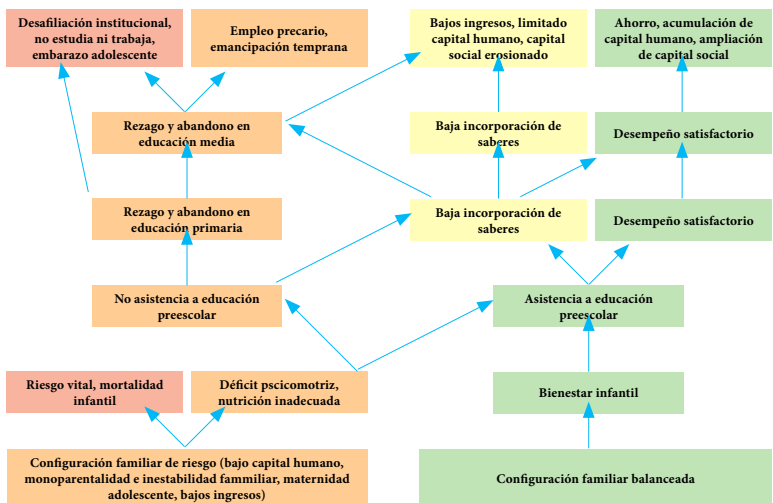 Desafiliación institucional,
no estudia ni trabaja,
embarazo adolescente
Empleo precario,
emancipación temprana
Bajos ingresos, limitado
capital humano, capital
social erosionado
Ahorro, acumulación de
capital humano, ampliación
de capital social
Rezago y abandono en
educación media
Baja incorporación de
saberes
Desempeño satisfactorio
Rezago y abandono en
educación primaria
Baja incorporación de
saberes
Desempeño satisfactorio
No asistencia a educación
preescolar
Asistencia a educación
preescolar
Riesgo vital, mortalidad
infantil
Déficit pscicomotriz,
nutrición inadecuada
Bienestar infantil
Configuración familiar de riesgo (bajo capital humano,
monoparentalidad e inestabilidad fammiliar, maternidad
adolescente, bajos ingresos)
Configuración familiar balanceada